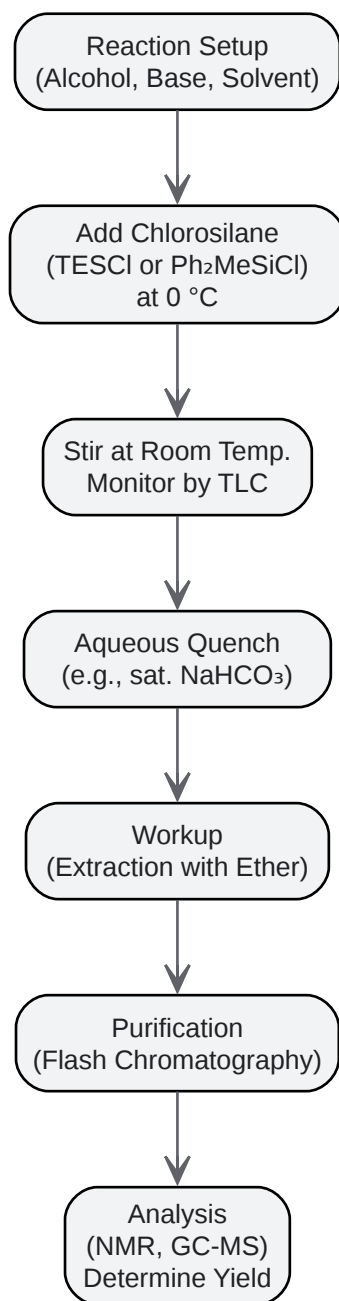 Reaction Setup
(Alcohol, Base, Solvent)
Add Chlorosilane
(TESCl or Ph₂MeSiCl)
at 0 °C
Stir at Room Temp.
Monitor by TLC
Aqueous Quench
(e.g., sat. NaHCO₃)
Workup
(Extraction with Ether)
Purification
(Flash Chromatography)
Analysis
(NMR, GC-MS)
Determine Yield